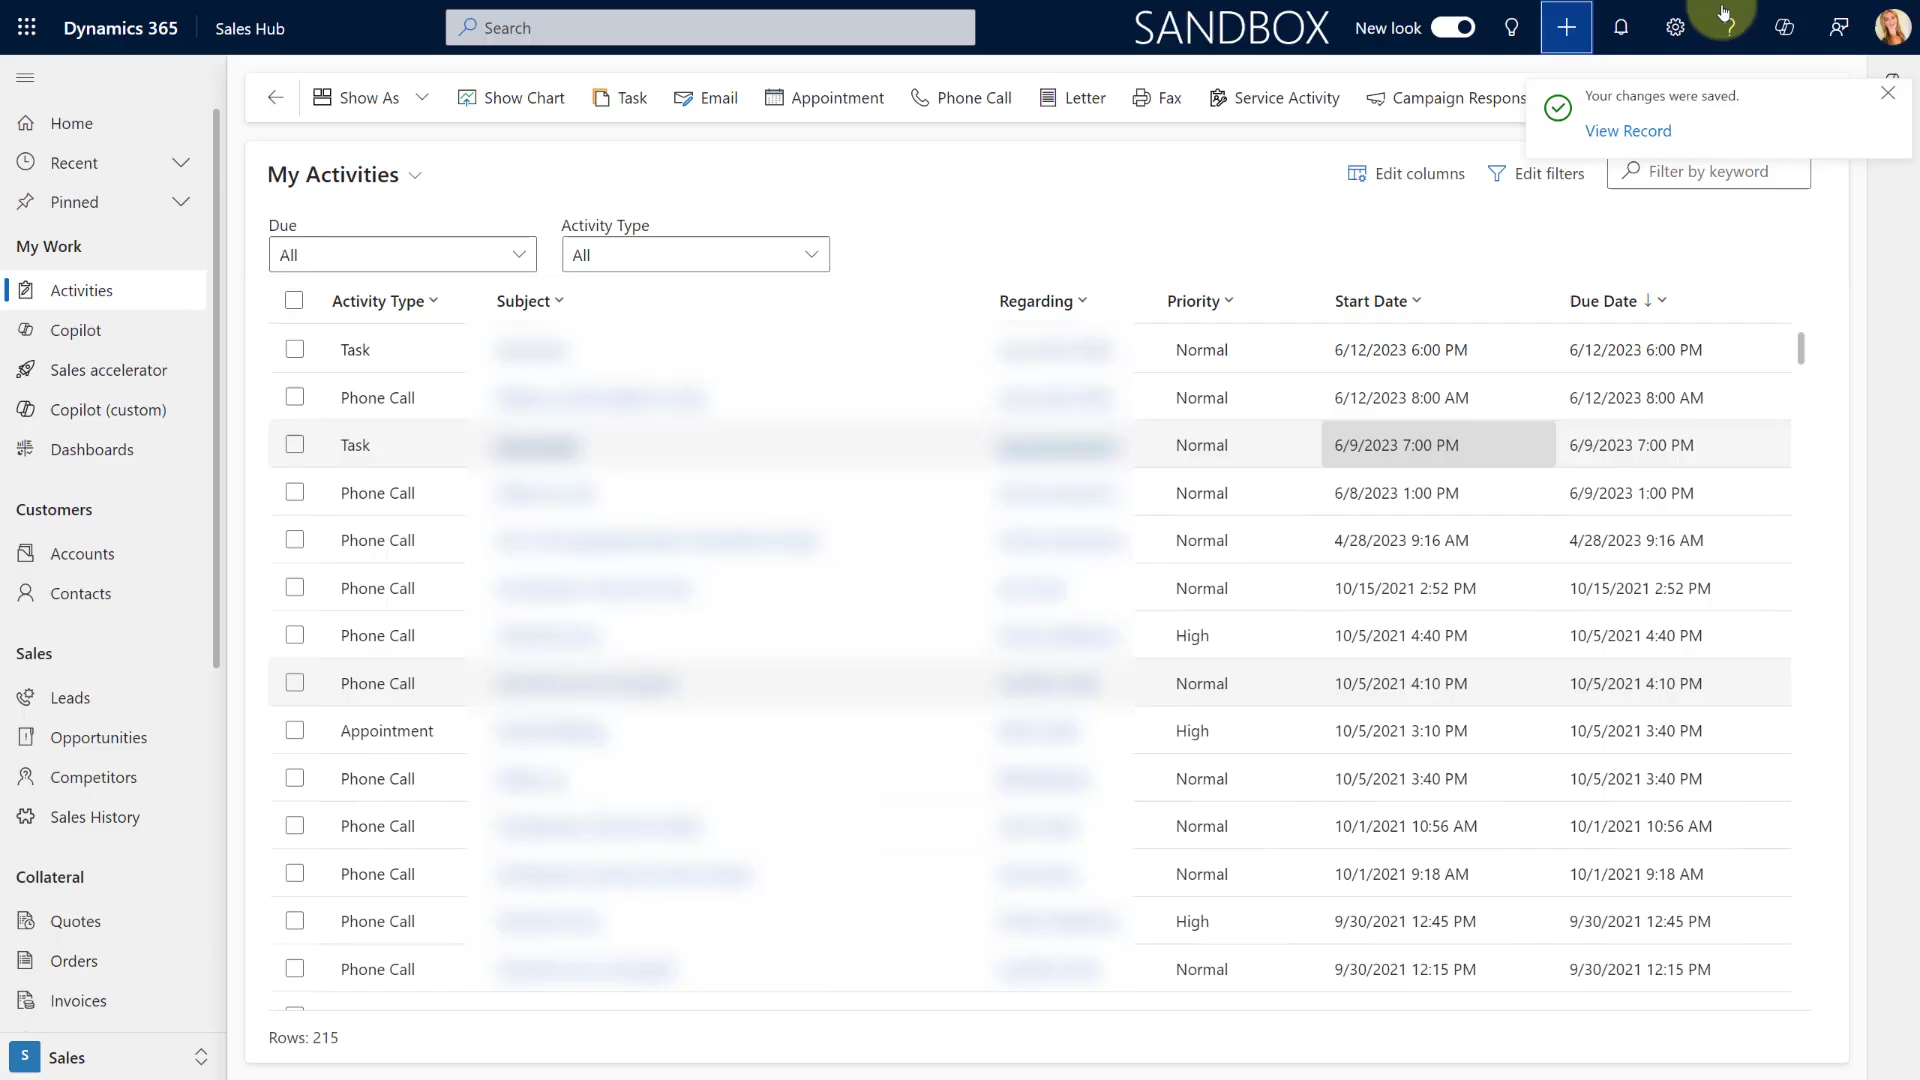 Dynamics 365
Sales Hub
Search
SANDBOX
New look
Show As
Show Chart
Task
Email
Appointment
Phone Call
Letter
Fax
Service Activity
Campaign Respons
Your changes were saved.
View Record
Home
Recent
Pinned
My Work
Activities
Copilot
Sales accelerator
Copilot (custom)
Dashboards
Customers
Accounts
Contacts
Sales
Leads
Opportunities
Competitors
Sales History
Collateral
Quotes
Orders
Invoices
S Sales
My Activities
Edit columns
Edit filters
Filter by keyword
Due
All
Activity Type
All
Activity Type Subject Regarding Priority Start Date Due Date
Task Normal 6/12/2023 6:00 PM 6/12/2023 6:00 PM
Phone Call Normal 6/12/2023 8:00 AM 6/12/2023 8:00 AM
Task Normal 6/9/2023 7:00 PM 6/9/2023 7:00 PM
Phone Call Normal 6/8/2023 1:00 PM 6/9/2023 1:00 PM
Phone Call Normal 4/28/2023 9:16 AM 4/28/2023 9:16 AM
Phone Call Normal 10/15/2021 2:52 PM 10/15/2021 2:52 PM
Phone Call High 10/5/2021 4:40 PM 10/5/2021 4:40 PM
Phone Call Normal 10/5/2021 4:10 PM 10/5/2021 4:10 PM
Appointment High 10/5/2021 3:10 PM 10/5/2021 3:40 PM
Phone Call Normal 10/5/2021 3:40 PM 10/5/2021 3:40 PM
Phone Call Normal 10/1/2021 10:56 AM 10/1/2021 10:56 AM
Phone Call Normal 10/1/2021 9:18 AM 10/1/2021 9:18 AM
Phone Call High 9/30/2021 12:45 PM 9/30/2021 12:45 PM
Phone Call Normal 9/30/2021 12:15 PM 9/30/2021 12:15 PM
Rows: 215